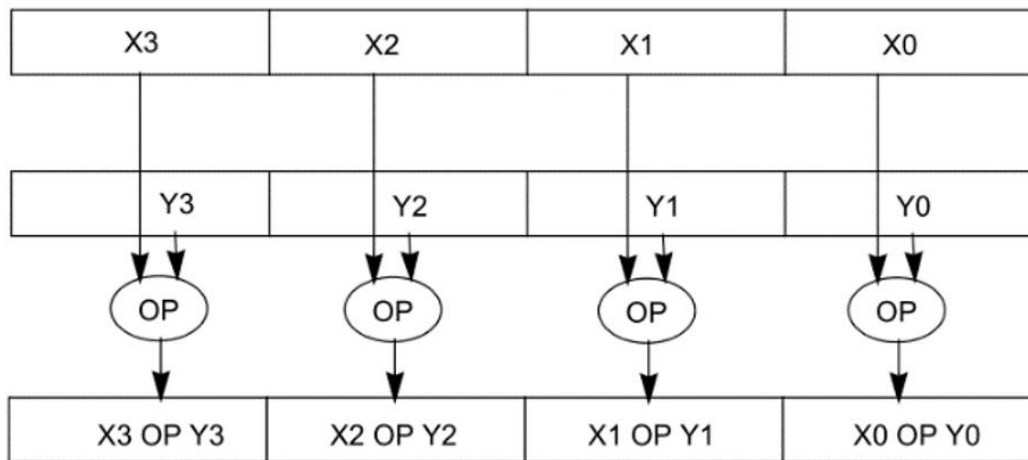 X3 X2 X1 X0
Y3 Y2 Y1 Y0
OP OP OP OP
X3 OP Y3 X2 OP Y2 X1 OP Y1 X0 OP Y0